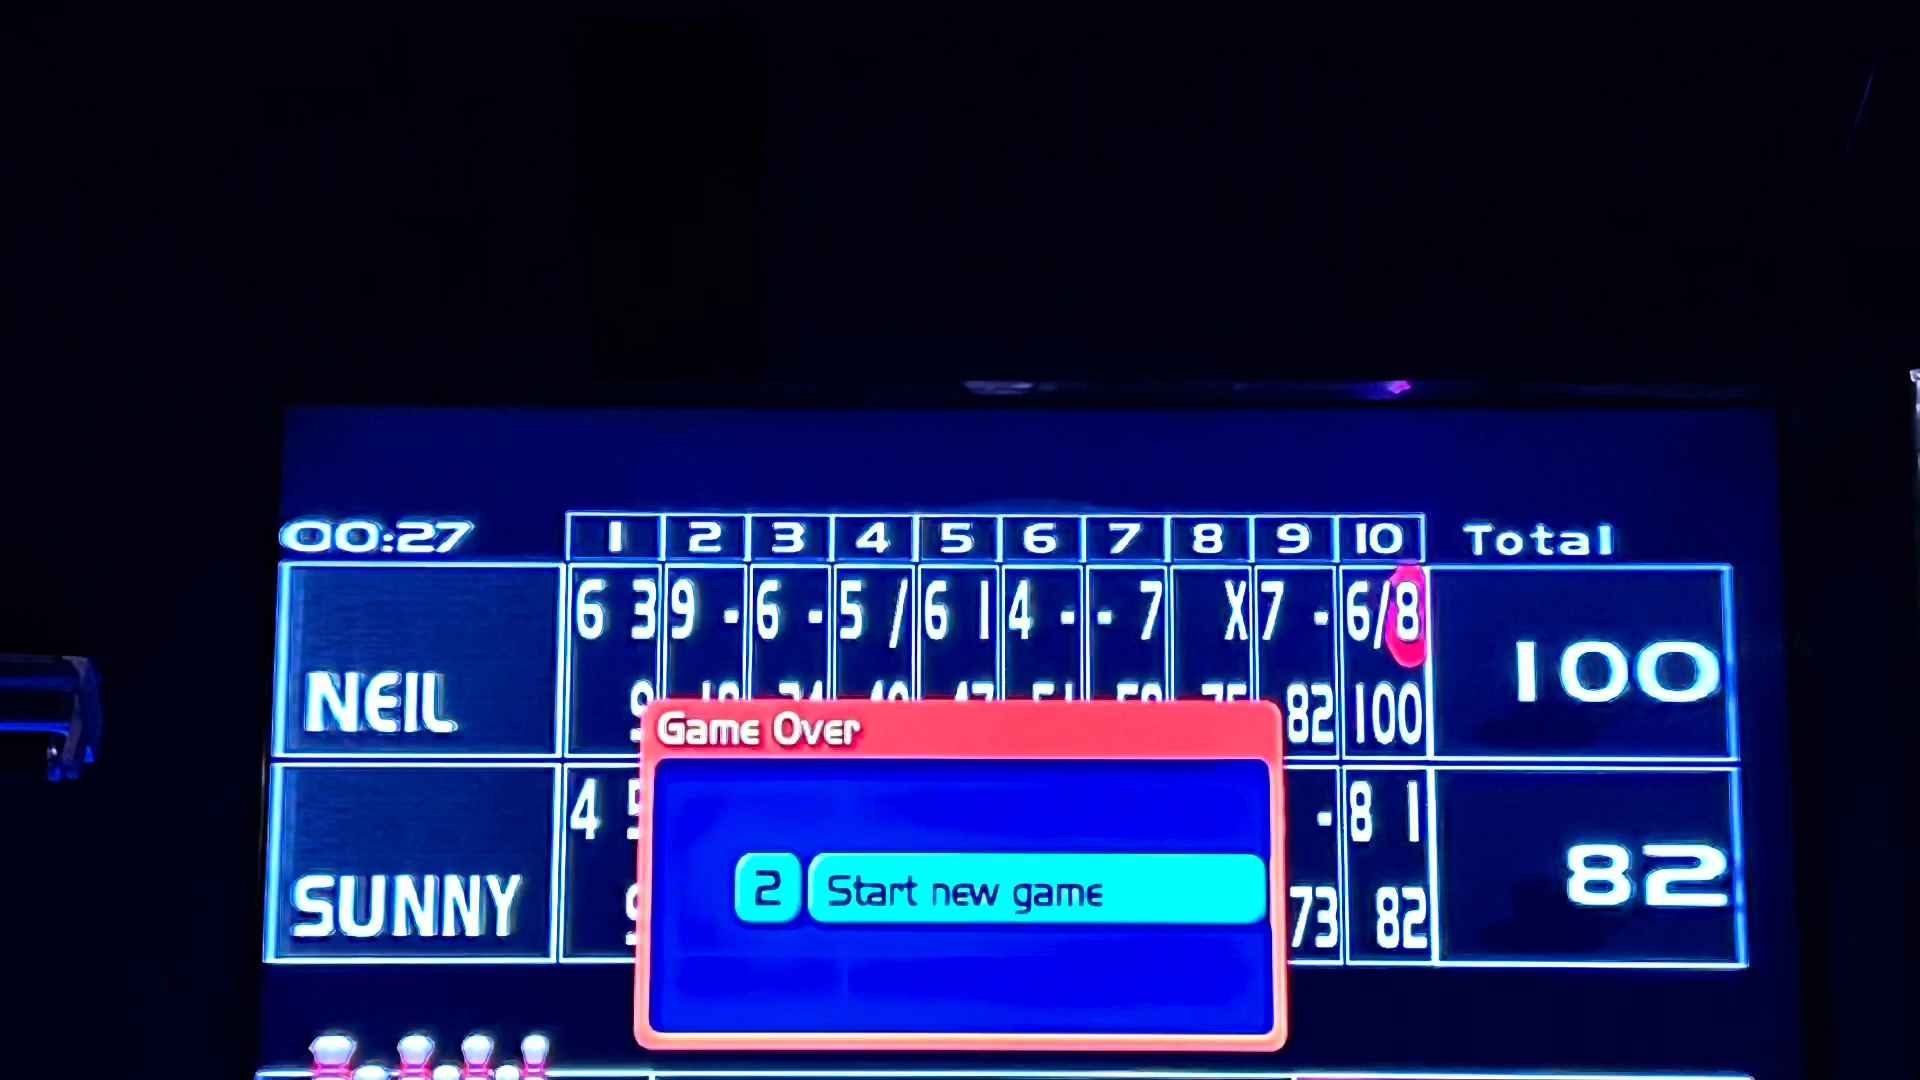 00:27 1 2 3 4 5 6 7 8 9 10 Total
6 3 9 - 6 - 5 / 6 1 4 - - 7 X 7 - 6/8
NEIL 82 100 100
Game Over
4 - 8 1
SUNNY 73 82 82
2 Start new game